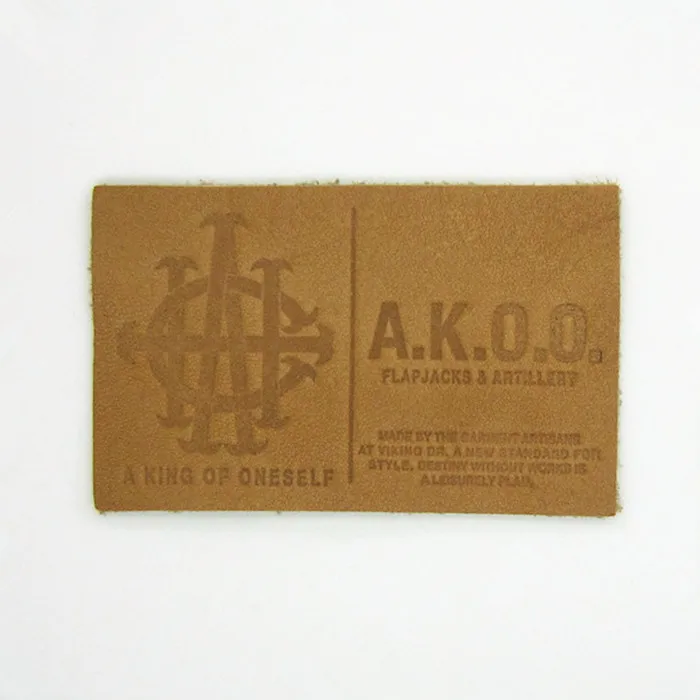 A KING OF ONESELF
A.K.O.O.
FLAPJACKS & ARTILLERY
MADE BY THE GARMENT ARTISANS
AT VIKING DR. A NEW STANDARD FOR
STYLE. DESTINY WITHOUT WORKD IS
A LEISURELY PLAN.